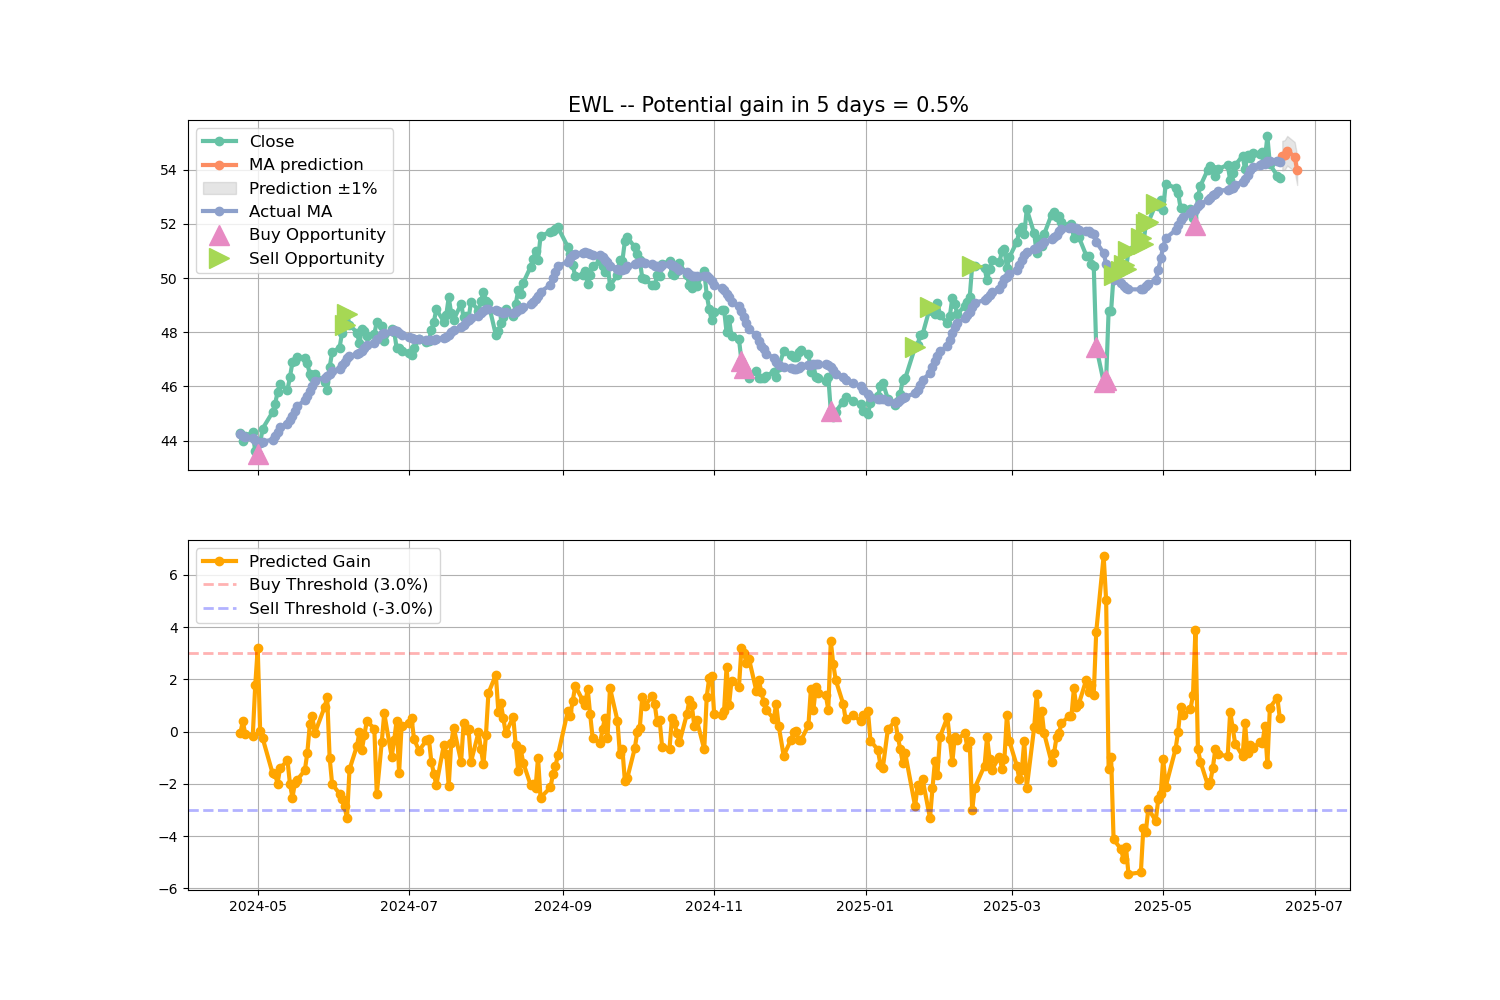 EWL -- Potential gain in 5 days = 0.5%
Close
MA prediction
Prediction ±1%
Actual MA
Buy Opportunity
Sell Opportunity
54
52
50
48
46
44
Predicted Gain
Buy Threshold (3.0%)
Sell Threshold (-3.0%)
6
4
2
0
−2
−4
−6
2024-05 2024-07 2024-09 2024-11 2025-01 2025-03 2025-05 2025-07